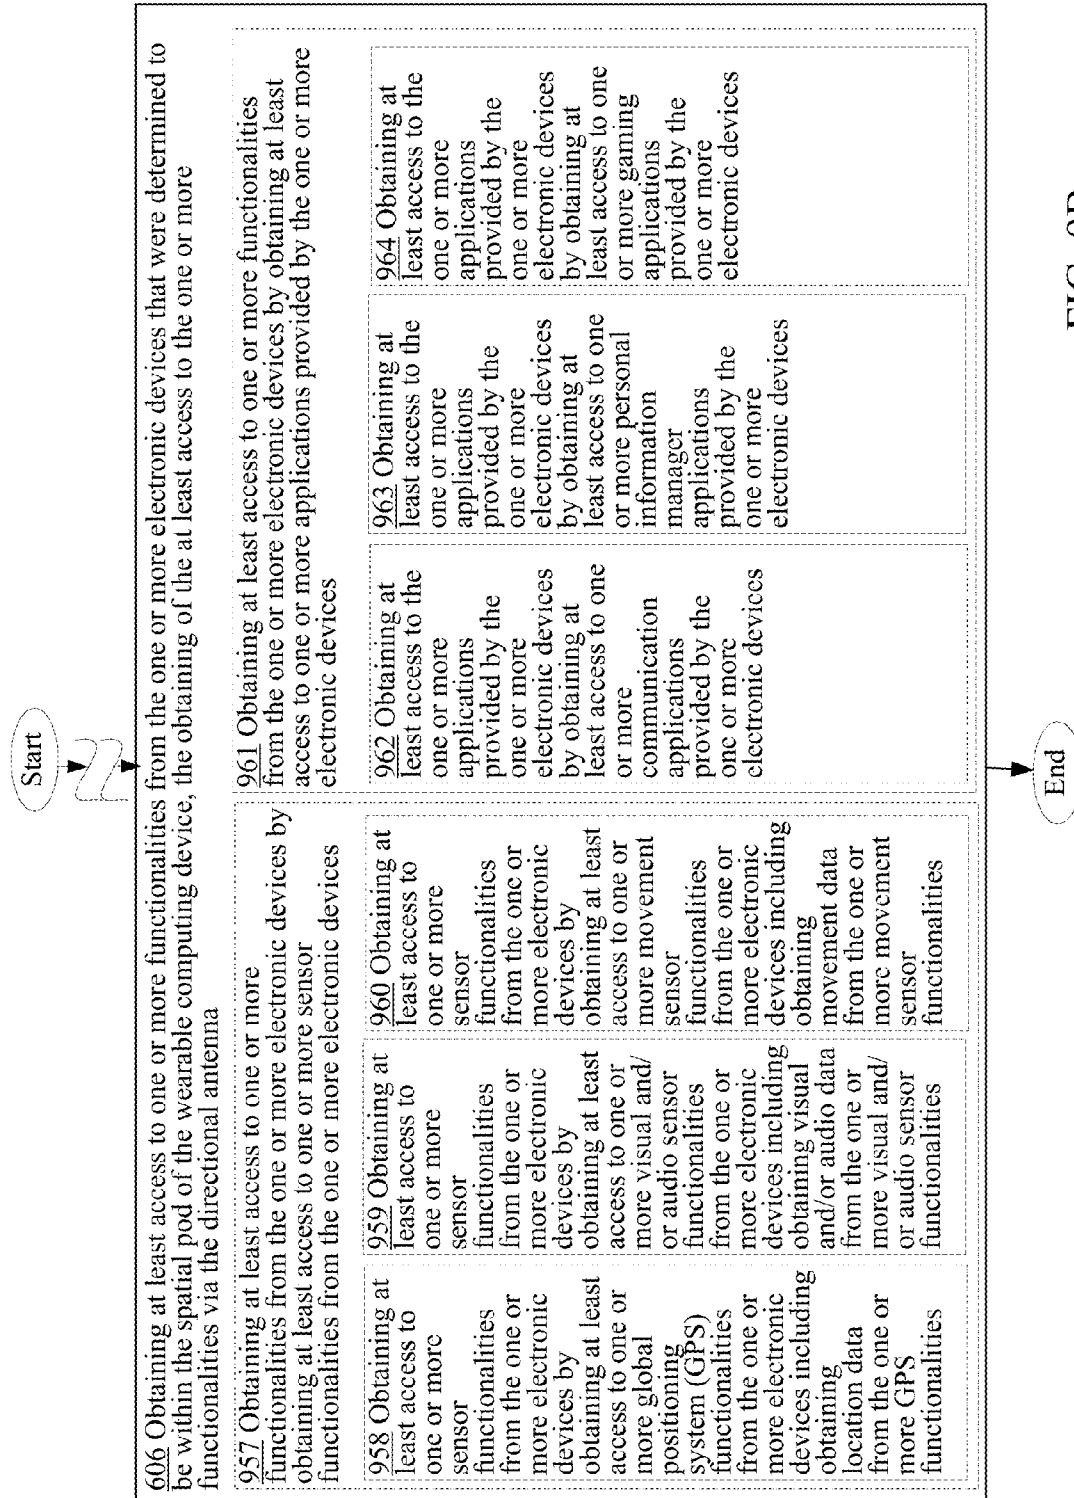 Start
606 Obtaining at least access to one or more functionalities from the one or more electronic devices that were determined to
be within the spatial pod of the wearable computing device, the obtaining of the at least access to the one or more
functionalities via the directional antenna
957 Obtaining at least access to one or more
functionalities from the one or more electronic devices by
obtaining at least access to one or more sensor
functionalities from the one or more electronic devices
958 Obtaining at
least access to
one or more
sensor
functionalities
from the one or
more electronic
devices by
obtaining at least
access to one or
more global
positioning
system (GPS)
functionalities
from the one or
more electronic
devices including
obtaining
location data
from the one or
more GPS
functionalities
959 Obtaining at
least access to
one or more
sensor
functionalities
from the one or
more electronic
devices by
obtaining at least
access to one or
more visual and/
or audio sensor
functionalities
from the one or
more electronic
devices including
obtaining visual
and/or audio data
from the one or
more visual and/
or audio sensor
functionalities
960 Obtaining at
least access to
one or more
sensor
functionalities
from the one or
more electronic
devices by
obtaining at least
access to one or
more movement
sensor
functionalities
from the one or
more electronic
devices including
obtaining
movement data
from the one or
more movement
sensor
functionalities
961 Obtaining at least access to one or more functionalities
from the one or more electronic devices by obtaining at least
access to one or more applications provided by the one or more
electronic devices
962 Obtaining at
least access to the
one or more
applications
provided by the
one or more
electronic devices
by obtaining at
least access to one
or more
communication
applications
provided by the
one or more
electronic devices
963 Obtaining at
least access to the
one or more
applications
provided by the
one or more
electronic devices
by obtaining at
least access to one
or more personal
information
manager
applications
provided by the
one or more
electronic devices
964 Obtaining at
least access to the
one or more
applications
provided by the
one or more
electronic devices
by obtaining at
least access to one
or more gaming
applications
provided by the
one or more
electronic devices
End
FIG.